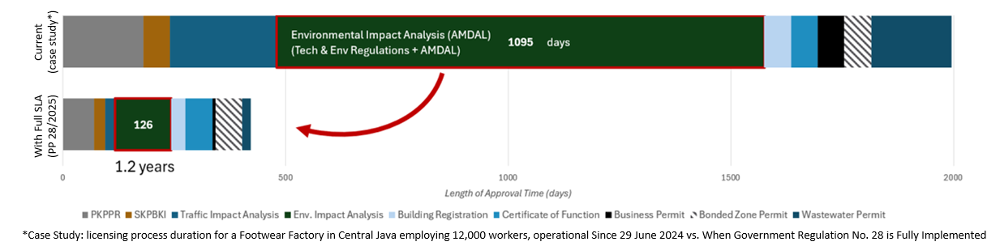 Current
(case study*)
Environmental Impact Analysis (AMDAL)
(Tech & Env Regulations + AMDAL)
1095 days
With Full SLA
(PP 28/2025)
126
1.2 years
0
500
1000
1500
2000
Length of Approval Time (days)
PKPPR
SKPBKI
Traffic Impact Analysis
Env. Impact Analysis
Building Registration
Certificate of Function
Business Permit
Bonded Zone Permit
Wastewater Permit
*Case Study: licensing process duration for a Footwear Factory in Central Java employing 12,000 workers, operational Since 29 June 2024 vs. When Government Regulation No. 28 is Fully Implemented